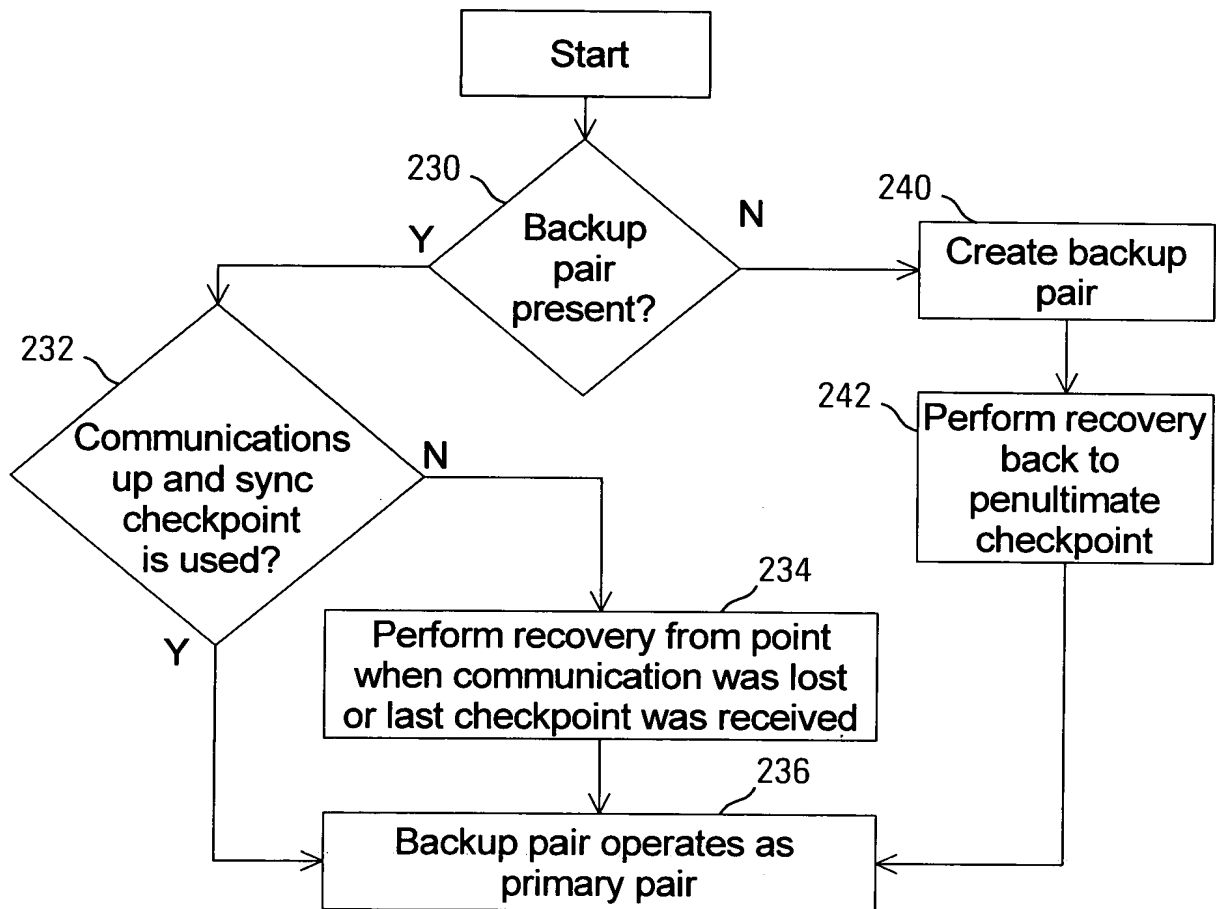 Start
230
Backup
pair
present?
Y
N
240
Create backup
pair
232
Communications
up and sync
checkpoint
is used?
N
Y
242
Perform recovery
back to
penultimate
checkpoint
234
Perform recovery from point
when communication was lost
or last checkpoint was received
236
Backup pair operates as
primary pair